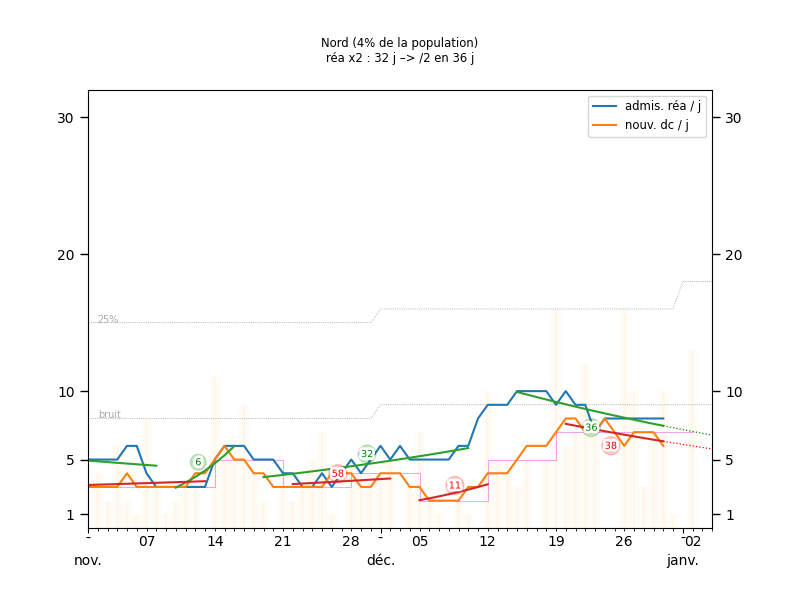 Nord (4% de la population)
réa x2 : 32 j –> /2 en 36 j
admis. réa / j
nouv. dc / j
30 30
20 20
25%
10 10
bruit
36
38
6
32
5 5
58
11
1 1
- 07 14 21 28 - 05 12 19 26 - 02
nov. déc. janv.